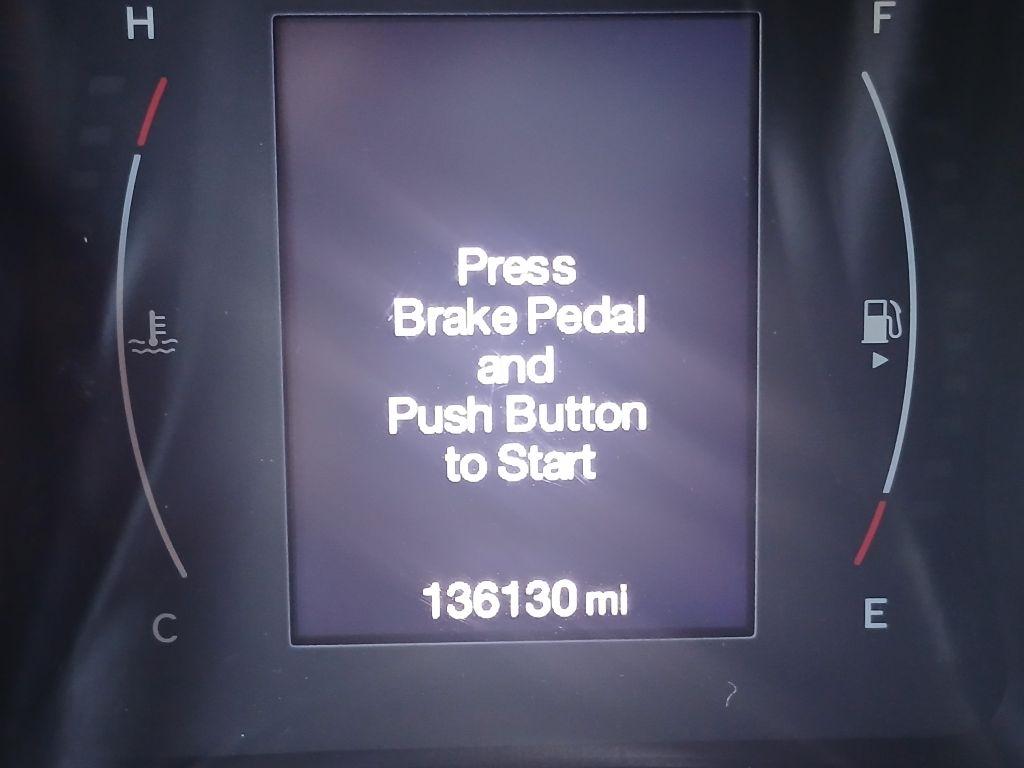 H
F
Press
Brake Pedal
and
Push Button
to Start
136130 mi
C
E